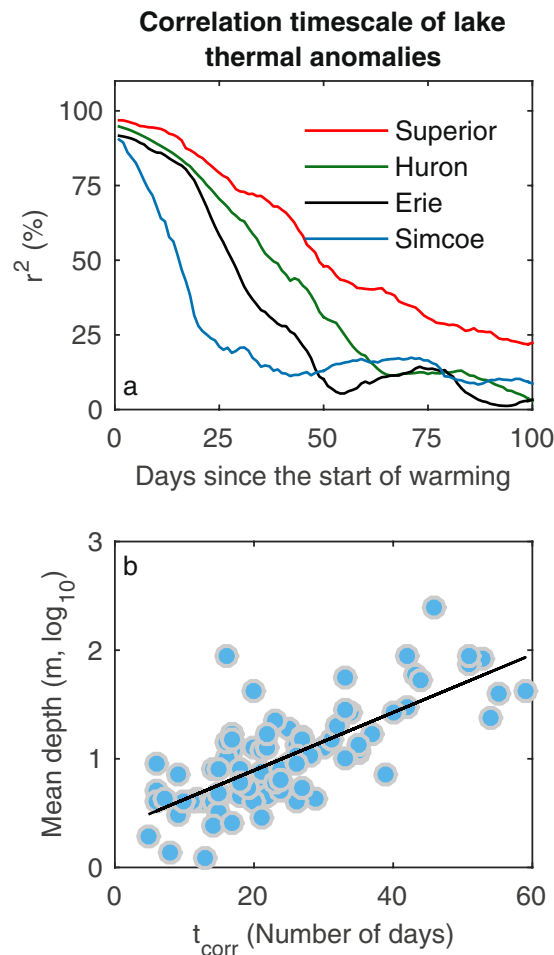 Correlation timescale of lake
thermal anomalies
100
75
50
25
0
r² (%)
Superior
Huron
Erie
Simcoe
a
0 25 50 75 100
Days since the start of warming
b
3
2
1
0
Mean depth (m, log₁₀)
0 20 40 60
t_corr (Number of days)